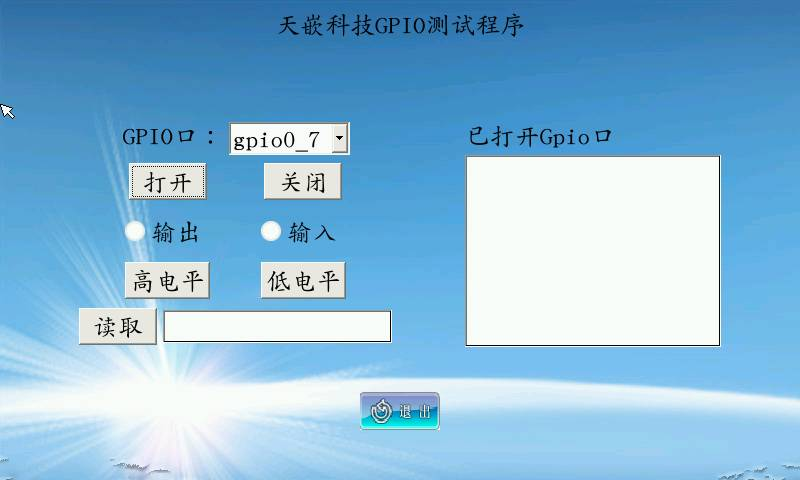 天嵌科技GPIO测试程序
GPIO口： gpio0_7
打开 关闭
输出 输入
高电平 低电平
读取
已打开Gpio口
退出